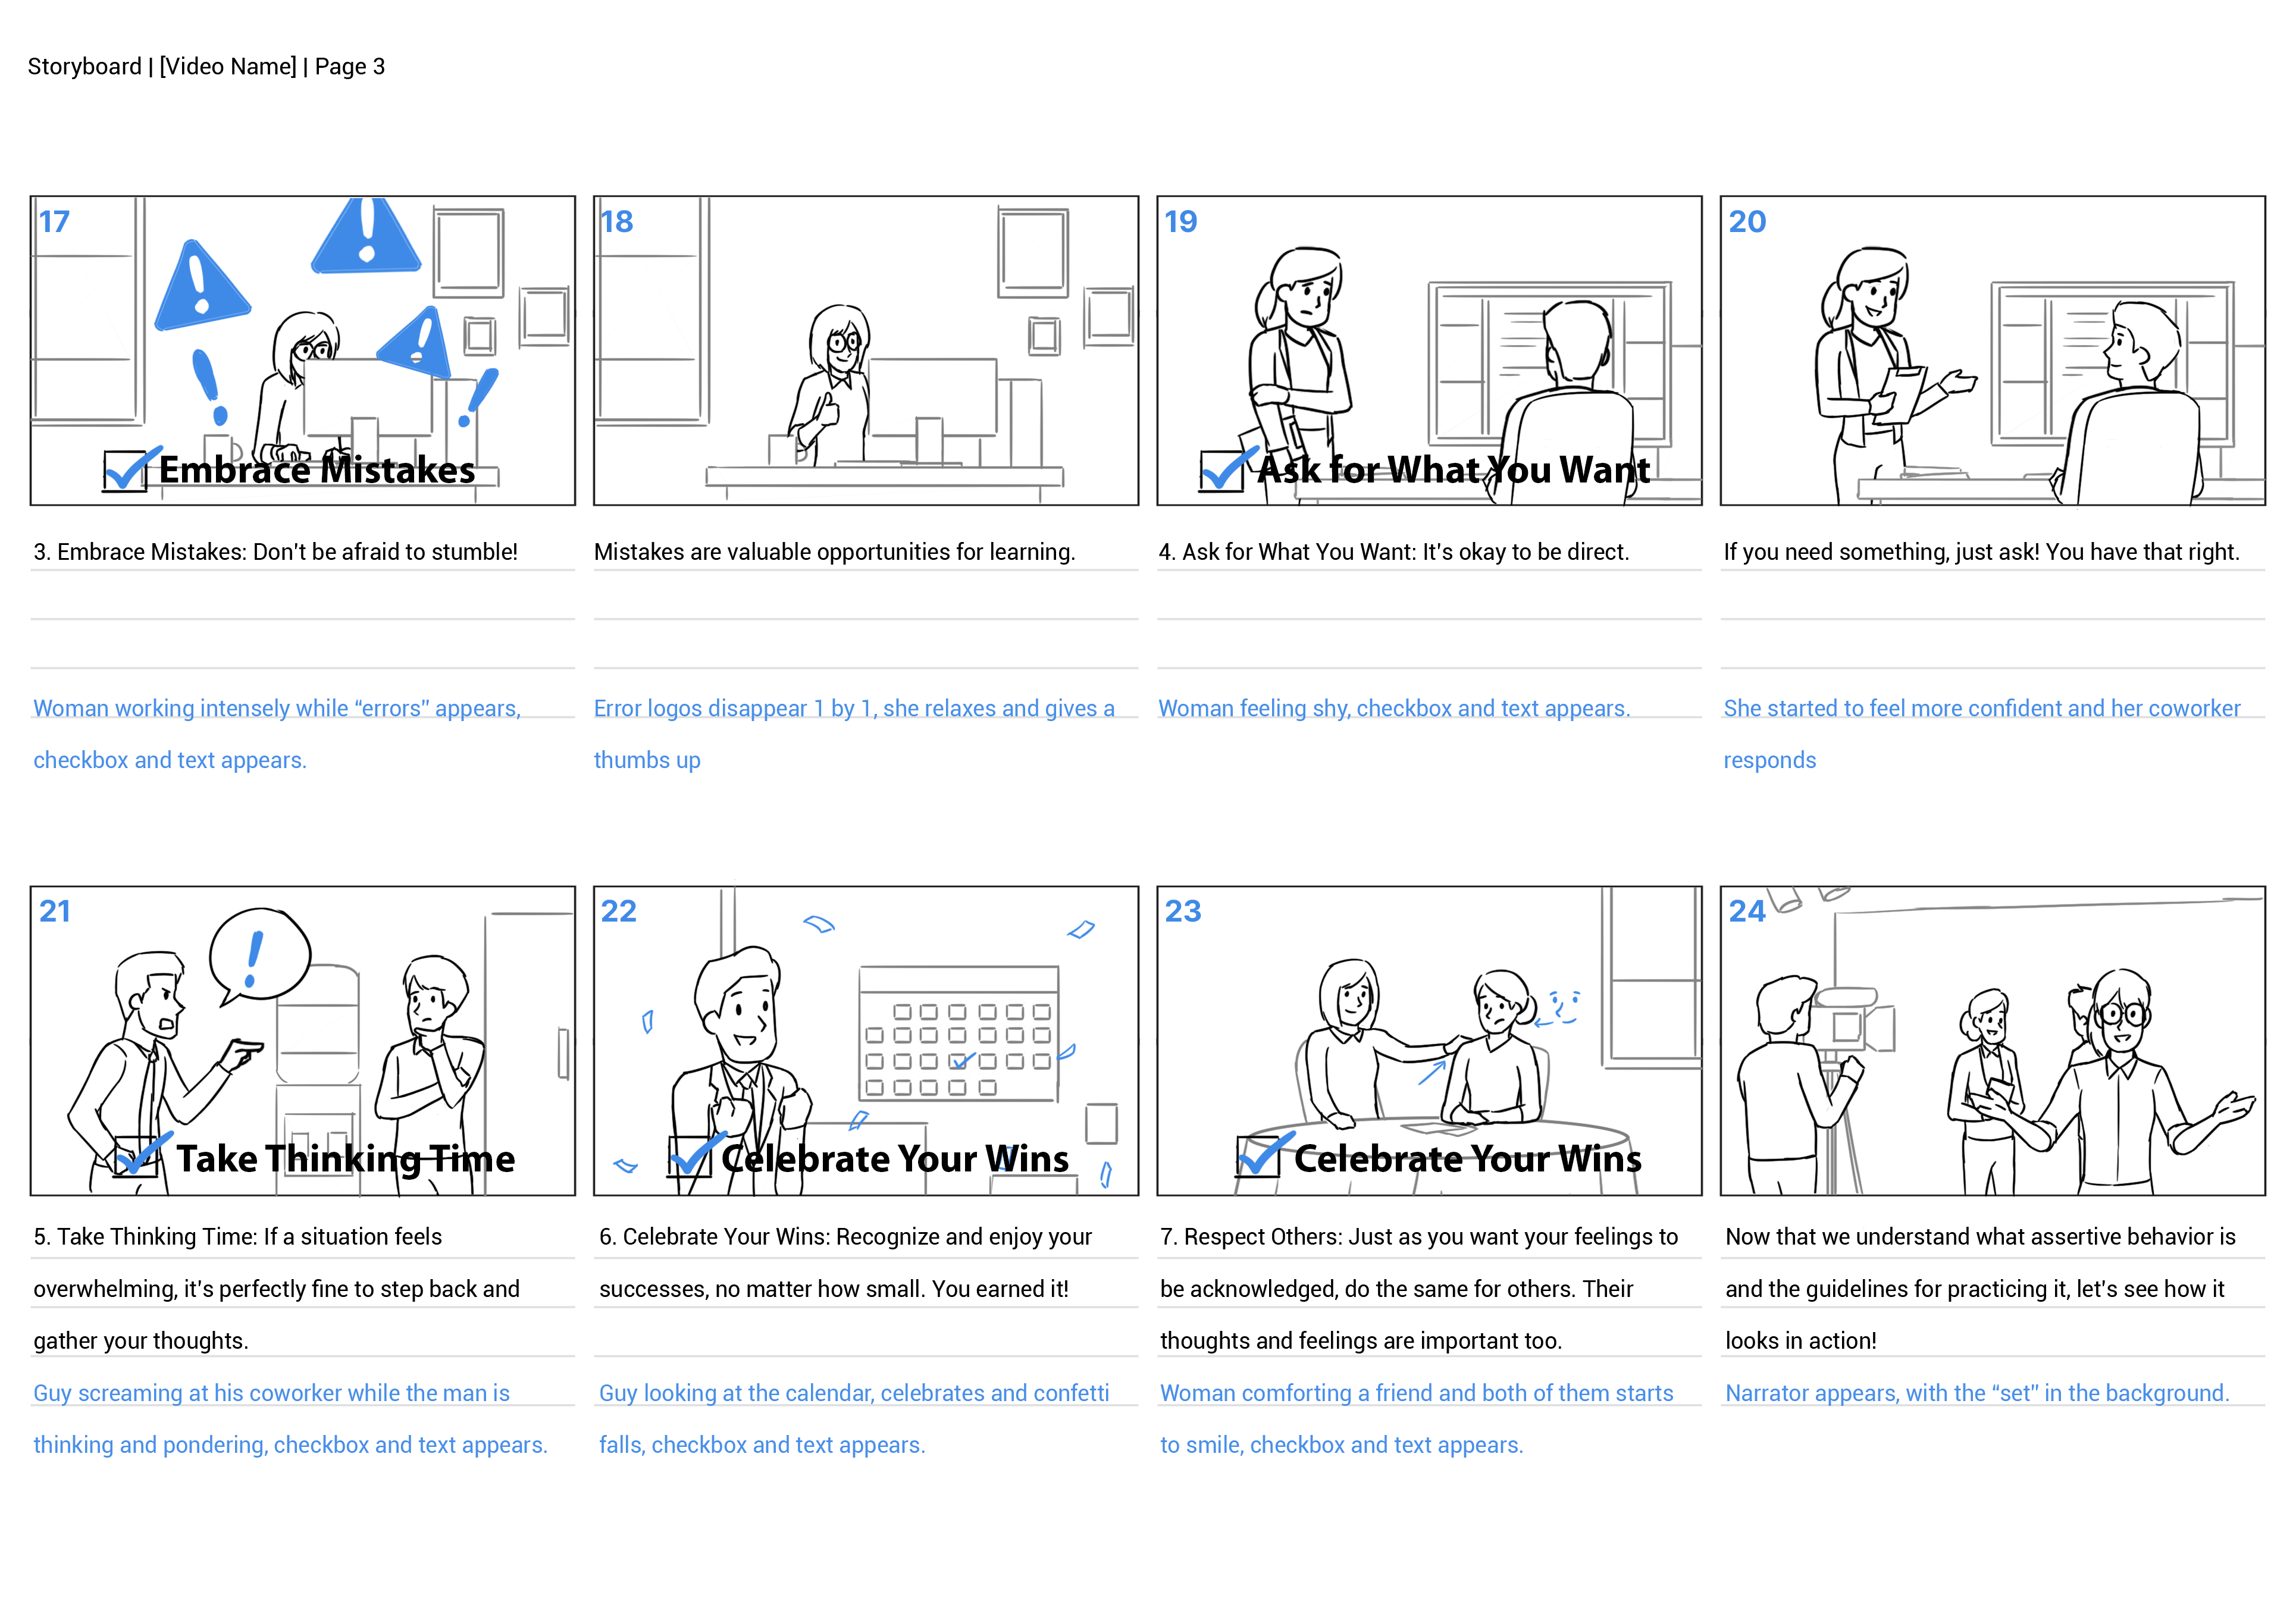 Storyboard | [Video Name] | Page 3
17
Embrace Mistakes
3. Embrace Mistakes: Don't be afraid to stumble!
Woman working intensely while “errors” appears,
checkbox and text appears.
18
Mistakes are valuable opportunities for learning.
Error logos disappear 1 by 1, she relaxes and gives a
thumbs up
19
Ask for What You Want
4. Ask for What You Want: It's okay to be direct.
Woman feeling shy, checkbox and text appears.
20
If you need something, just ask! You have that right.
She started to feel more confident and her coworker
responds
21
!
Take Thinking Time
5. Take Thinking Time: If a situation feels
overwhelming, it's perfectly fine to step back and
gather your thoughts.
Guy screaming at his coworker while the man is
thinking and pondering, checkbox and text appears.
22
Celebrate Your Wins
6. Celebrate Your Wins: Recognize and enjoy your
successes, no matter how small. You earned it!
Guy looking at the calendar, celebrates and confetti
falls, checkbox and text appears.
23
Celebrate Your Wins
7. Respect Others: Just as you want your feelings to
be acknowledged, do the same for others. Their
thoughts and feelings are important too.
Woman comforting a friend and both of them starts
to smile, checkbox and text appears.
24
Now that we understand what assertive behavior is
and the guidelines for practicing it, let's see how it
looks in action!
Narrator appears, with the “set” in the background.